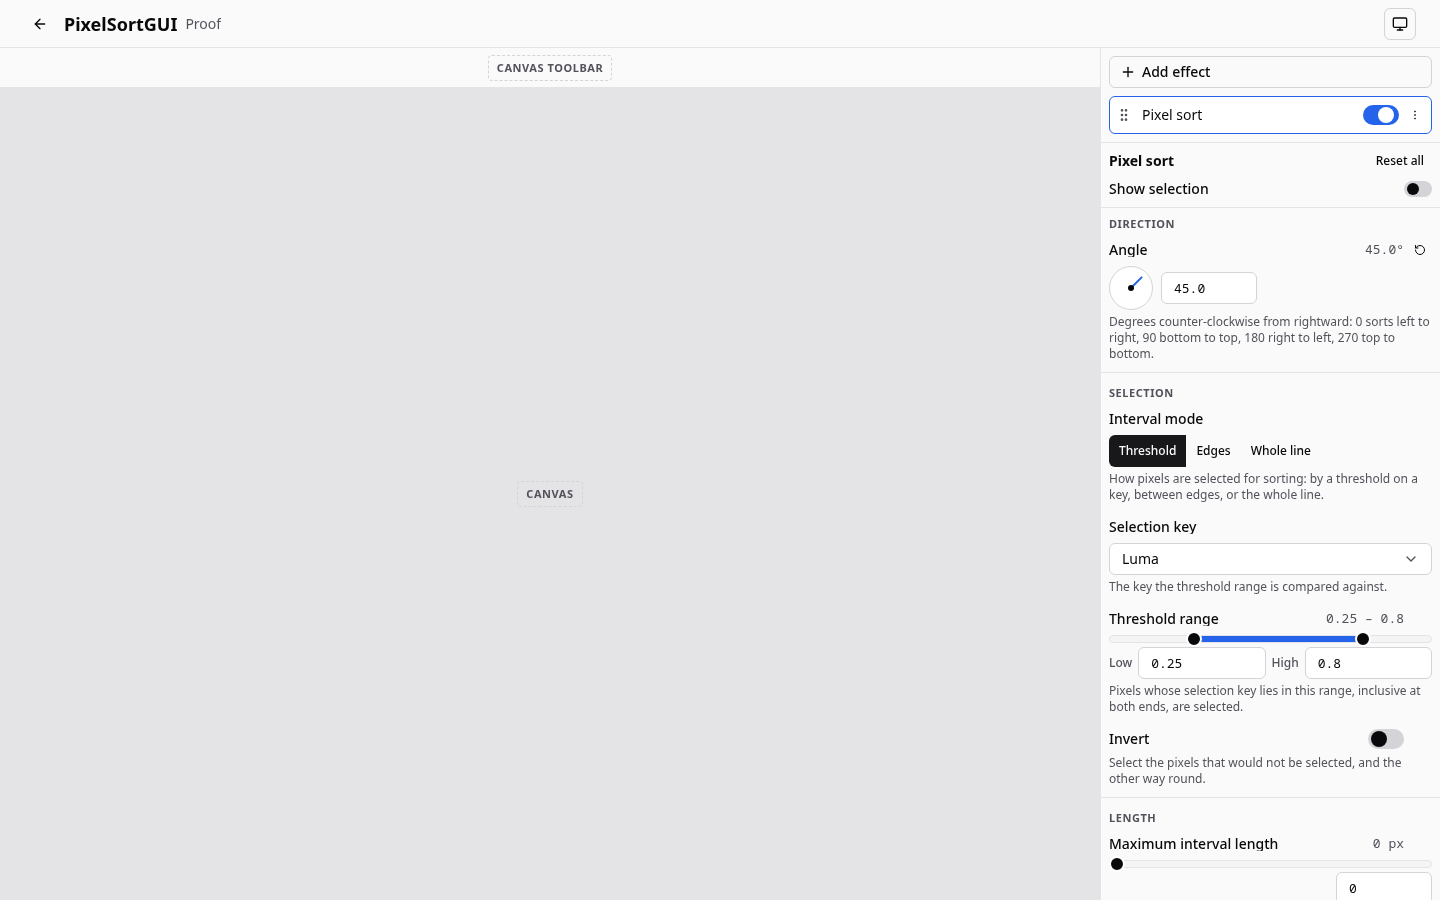 PixelSortGUI Proof
CANVAS TOOLBAR
CANVAS
Add effect
Pixel sort
Pixel sort Reset all
Show selection
DIRECTION
Angle 45.0°
45.0
Degrees counter-clockwise from rightward: 0 sorts left to
right, 90 bottom to top, 180 right to left, 270 top to
bottom.
SELECTION
Interval mode
Threshold Edges Whole line
How pixels are selected for sorting: by a threshold on a
key, between edges, or the whole line.
Selection key
Luma
The key the threshold range is compared against.
Threshold range 0.25 – 0.8
Low 0.25 High 0.8
Pixels whose selection key lies in this range, inclusive at
both ends, are selected.
Invert
Select the pixels that would not be selected, and the
other way round.
LENGTH
Maximum interval length 0 px
0